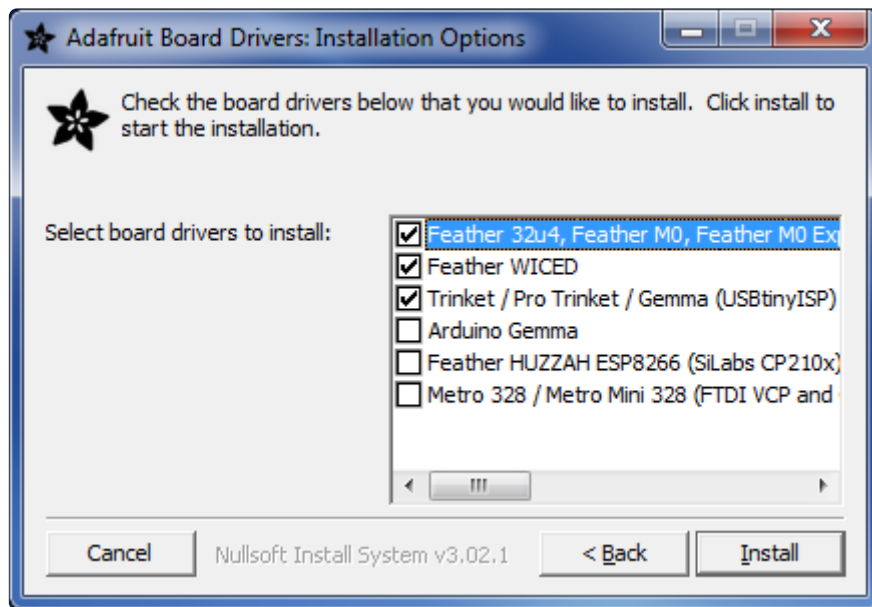 Adafruit Board Drivers: Installation Options
Check the board drivers below that you would like to install. Click install to
start the installation.
Select board drivers to install:
Feather 32u4, Feather M0, Feather M0
Feather WICED
Trinket / Pro Trinket / Gemma (USBtinyISP)
Arduino Gemma
Feather HUZZAH ESP8266 (SiLabs CP210x)
Metro 328 / Metro Mini 328 (FTDI VCP and
Cancel
Nullsoft Install System v3.02.1
< Back
Install